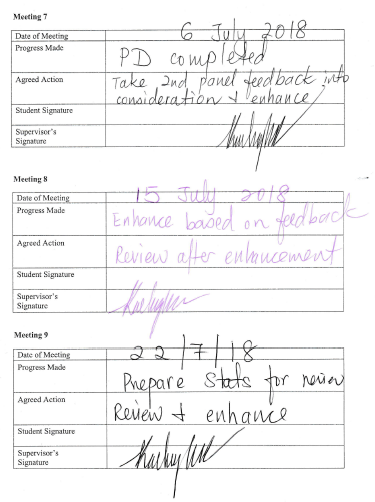 Meeting 7
Date of Meeting 6 July 2018
Progress Made PD completed
Agreed Action Take 2nd panel feedback into
consideration & enhance
Student Signature
Supervisor's
Signature
Meeting 8
Date of Meeting 15 July 2018
Progress Made Enhance based on feedback
Agreed Action Review after enhancement
Student Signature
Supervisor's
Signature
Meeting 9
Date of Meeting 22/7/18
Progress Made Prepare Stats for review
Agreed Action Review & enhance
Student Signature
Supervisor's
Signature